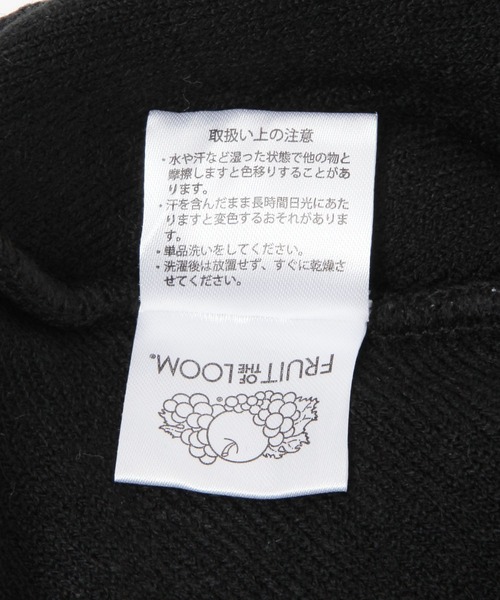 取扱い上の注意
・水や汗など湿った状態で他の物と
摩擦しますと色移りすることがあ
ります。
・汗を含んだまま長時間日光にあた
りますと変色するおそれがありま
す。
・単品洗いをしてください。
・洗濯後は放置せず、すぐに乾燥さ
せてください。
FRUIT OF THE LOOM®
®